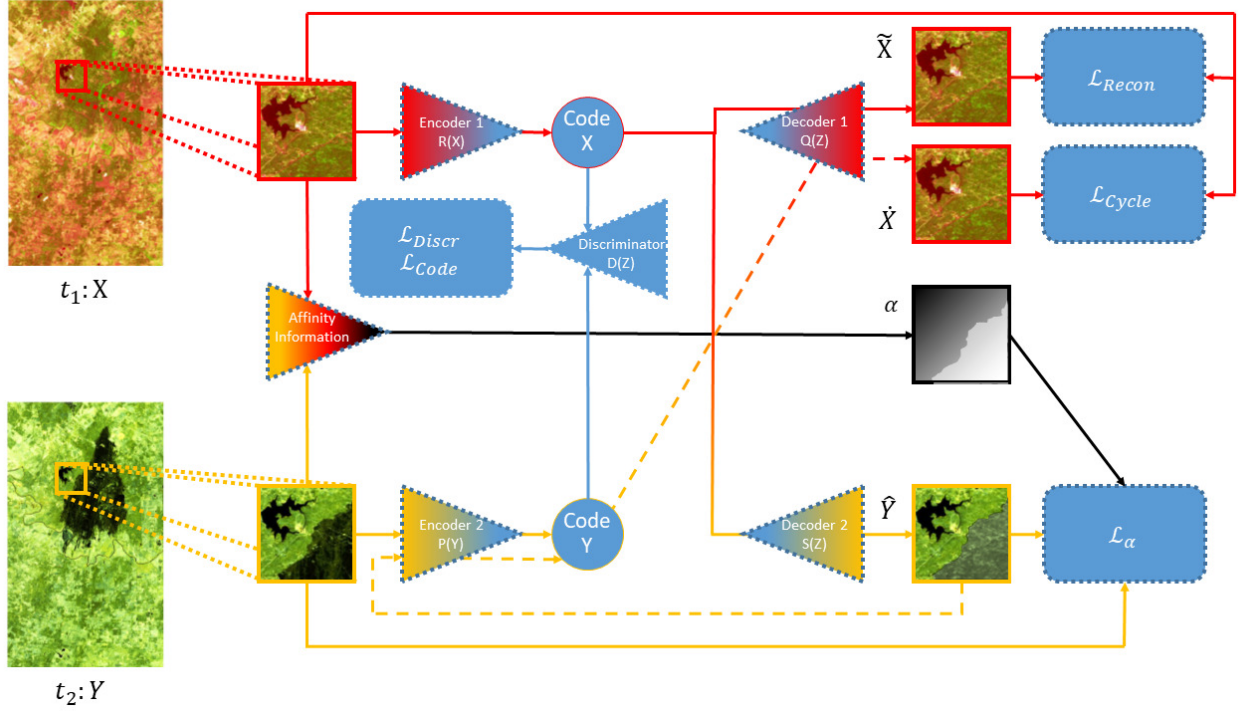 X̃
ℒ_Recon
Encoder 1
R(X)
Code
X
Decoder 1
Q(Z)
Ẋ
ℒ_Cycle
ℒ_Discr
ℒ_Code
Discriminator
D(Z)
t₁: X
Affinity
Information
α
Encoder 2
P(Y)
Code
Y
Decoder 2
S(Z)
Ŷ
ℒ_α
t₂: Y